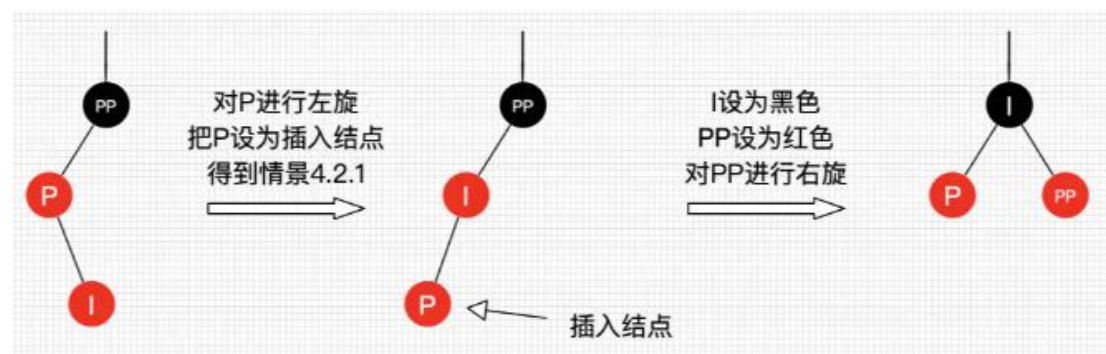 PP
P
I
对P进行左旋
把P设为插入结点
得到情景4.2.1
PP
I
P
插入结点
I设为黑色
PP设为红色
对PP进行右旋
I
P
PP